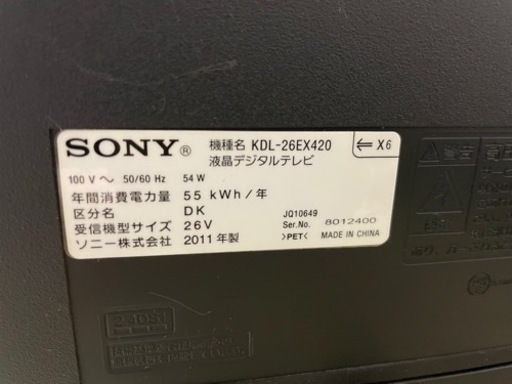 SONY® 機種名 KDL-26EX420
液晶デジタルテレビ
X6
100 V ～ 50/60 Hz 54 W
年間消費電力量 55 kWh/年
区分名 DK
受信機型サイズ 26V
ソニー株式会社 2011 年製
JQ10649
Ser.No. 8012400
>PET< MADE IN CHINA